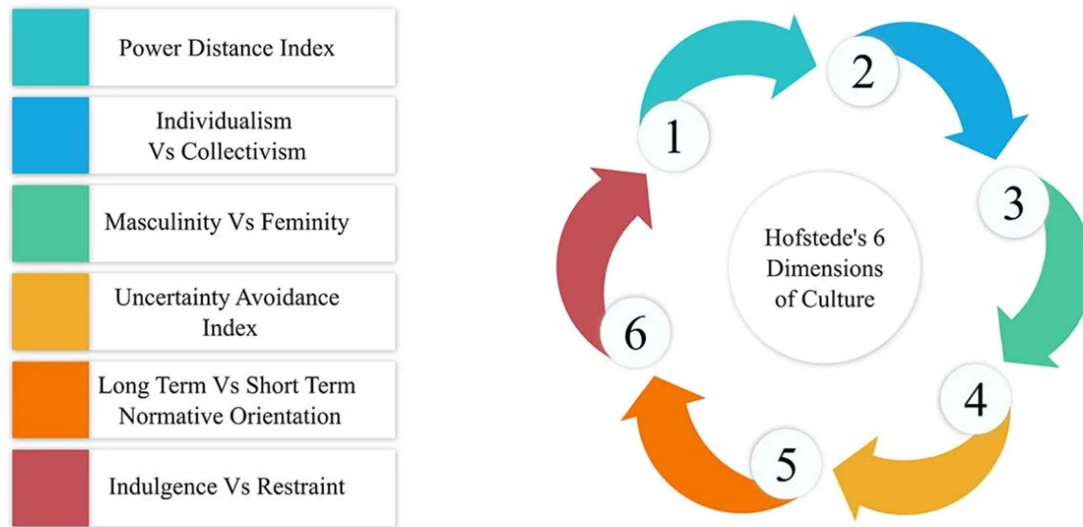 Power Distance Index
Individualism
Vs Collectivism
Masculinity Vs Feminity
Uncertainty Avoidance
Index
Long Term Vs Short Term
Normative Orientation
Indulgence Vs Restraint
1
2
3
4
5
6
Hofstede's 6
Dimensions
of Culture